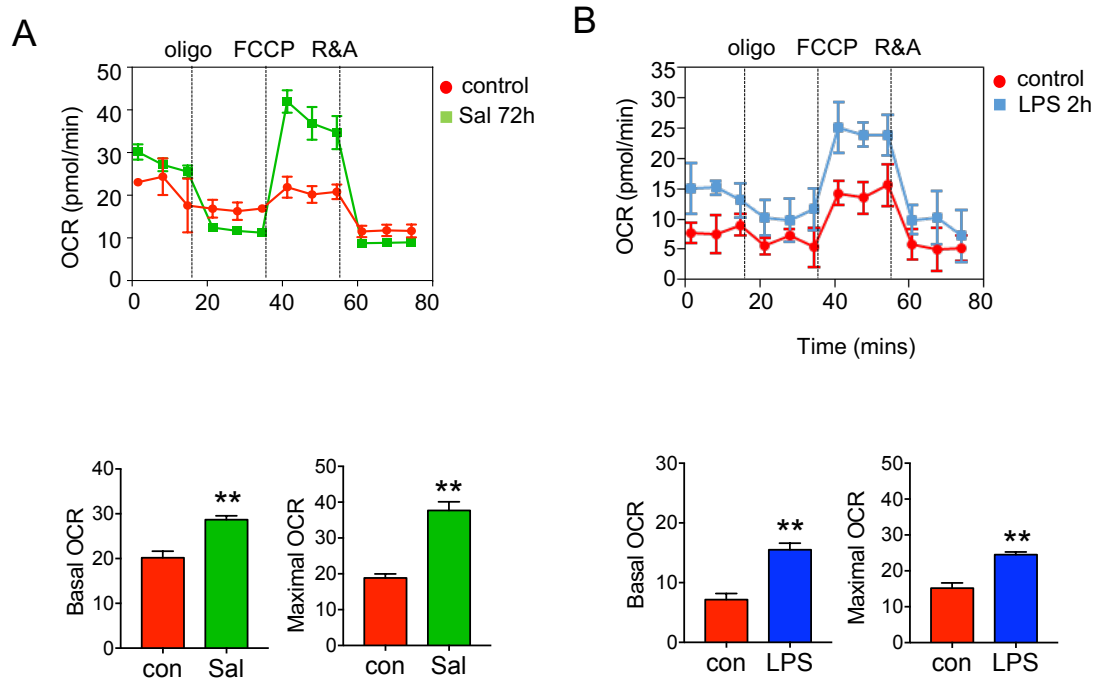 A
oligo FCCP R&A
50
40
30
20
10
0
OCR (pmol/min)
0 20 40 60 80
control
Sal 72h
B
oligo FCCP R&A
35
30
25
20
15
10
5
0
OCR (pmol/min)
0 20 40 60 80
Time (mins)
control
LPS 2h
40
30
20
10
0
Basal OCR
**
con Sal
50
40
30
20
10
0
Maximal OCR
**
con Sal
30
20
10
0
Basal OCR
**
con LPS
50
40
30
20
10
0
Maximal OCR
**
con LPS